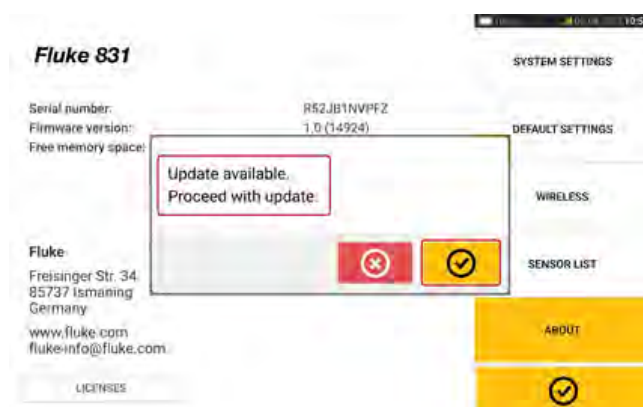 Fluke 831
SYSTEM SETTINGS
Serial number:
Firmware version:
1.0 (14924)
DEFAULT SETTINGS
Free memory space:
Update available.
Proceed with update.
WIRELESS
SENSOR LIST
Fluke
Freisinger Str. 34
85737 Ismaning
Germany
www.fluke.com
fluke-info@fluke.com
ABOUT
LICENSES